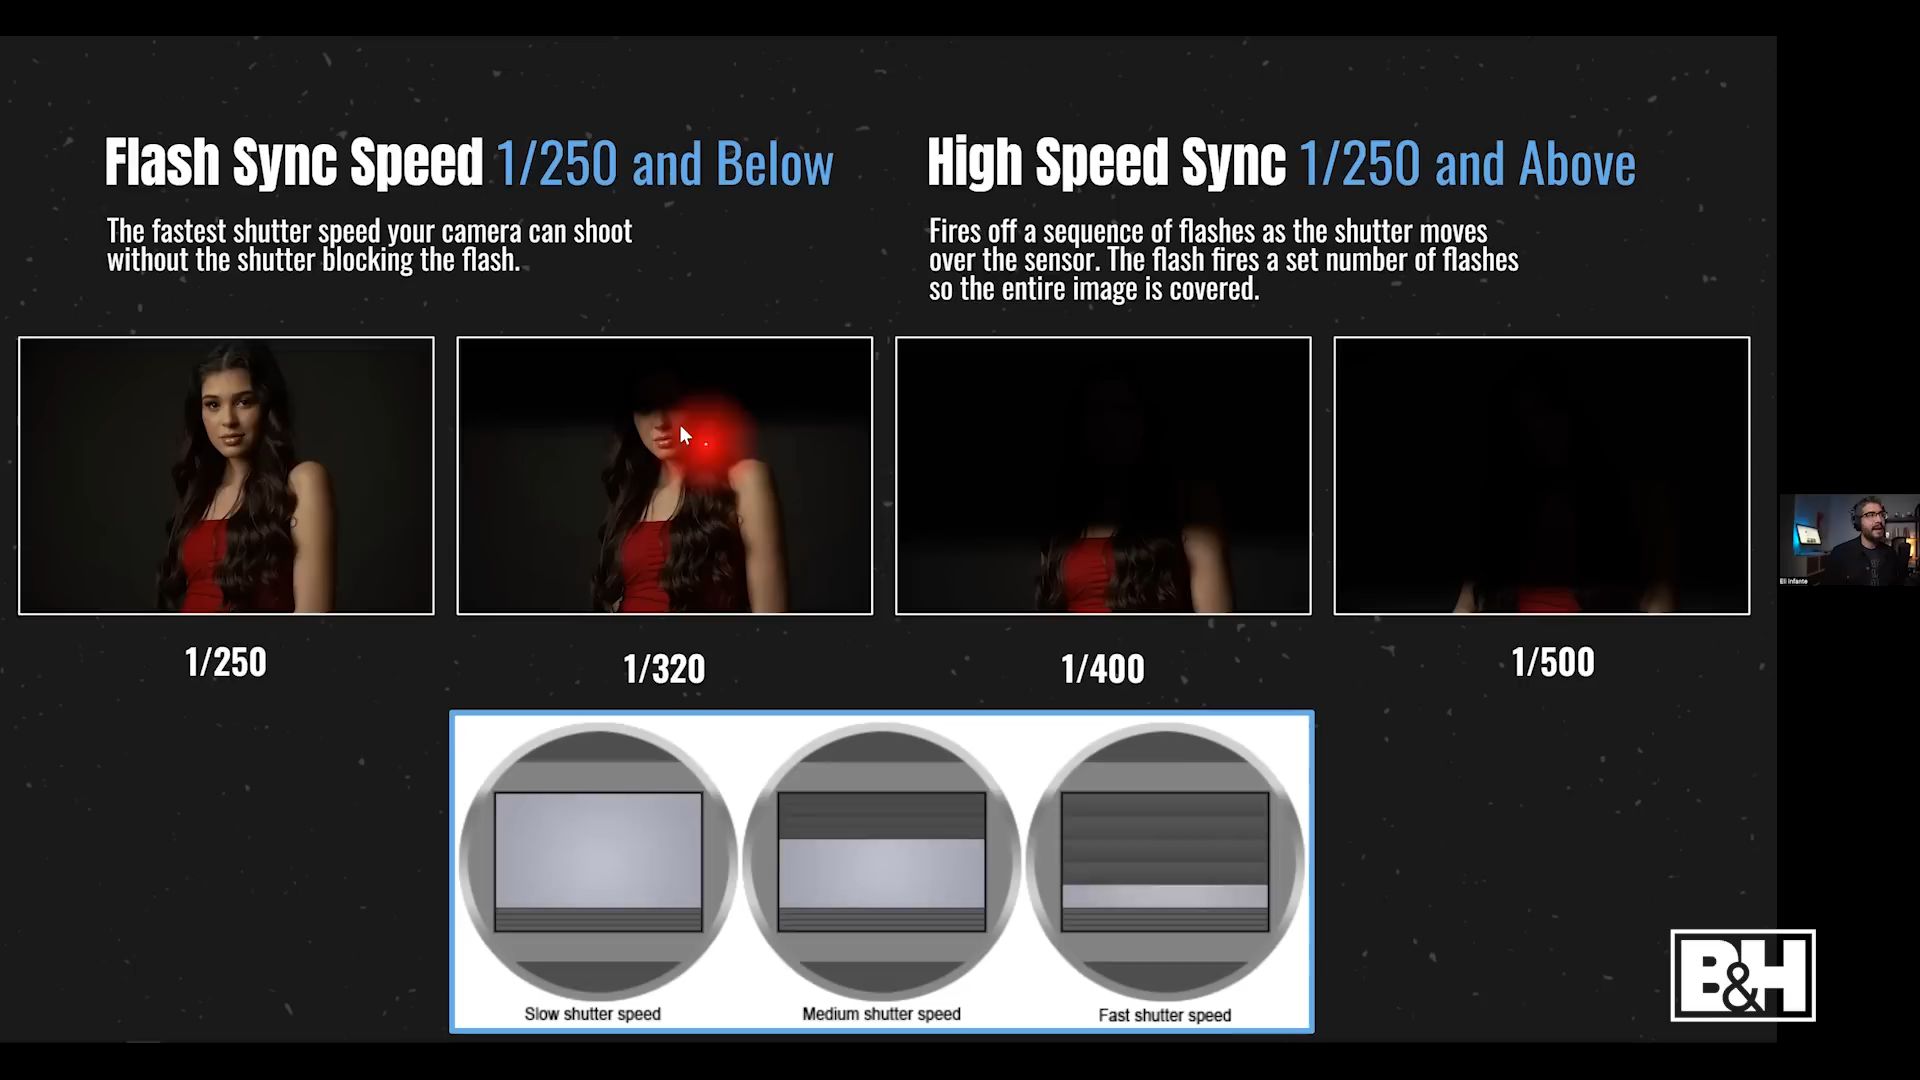 Flash Sync Speed 1/250 and Below
The fastest shutter speed your camera can shoot
without the shutter blocking the flash.
High Speed Sync 1/250 and Above
Fires off a sequence of flashes as the shutter moves
over the sensor. The flash fires a set number of flashes
so the entire image is covered.
1/250
1/320
1/400
1/500
Slow shutter speed
Medium shutter speed
Fast shutter speed
Eli Infante
B&H